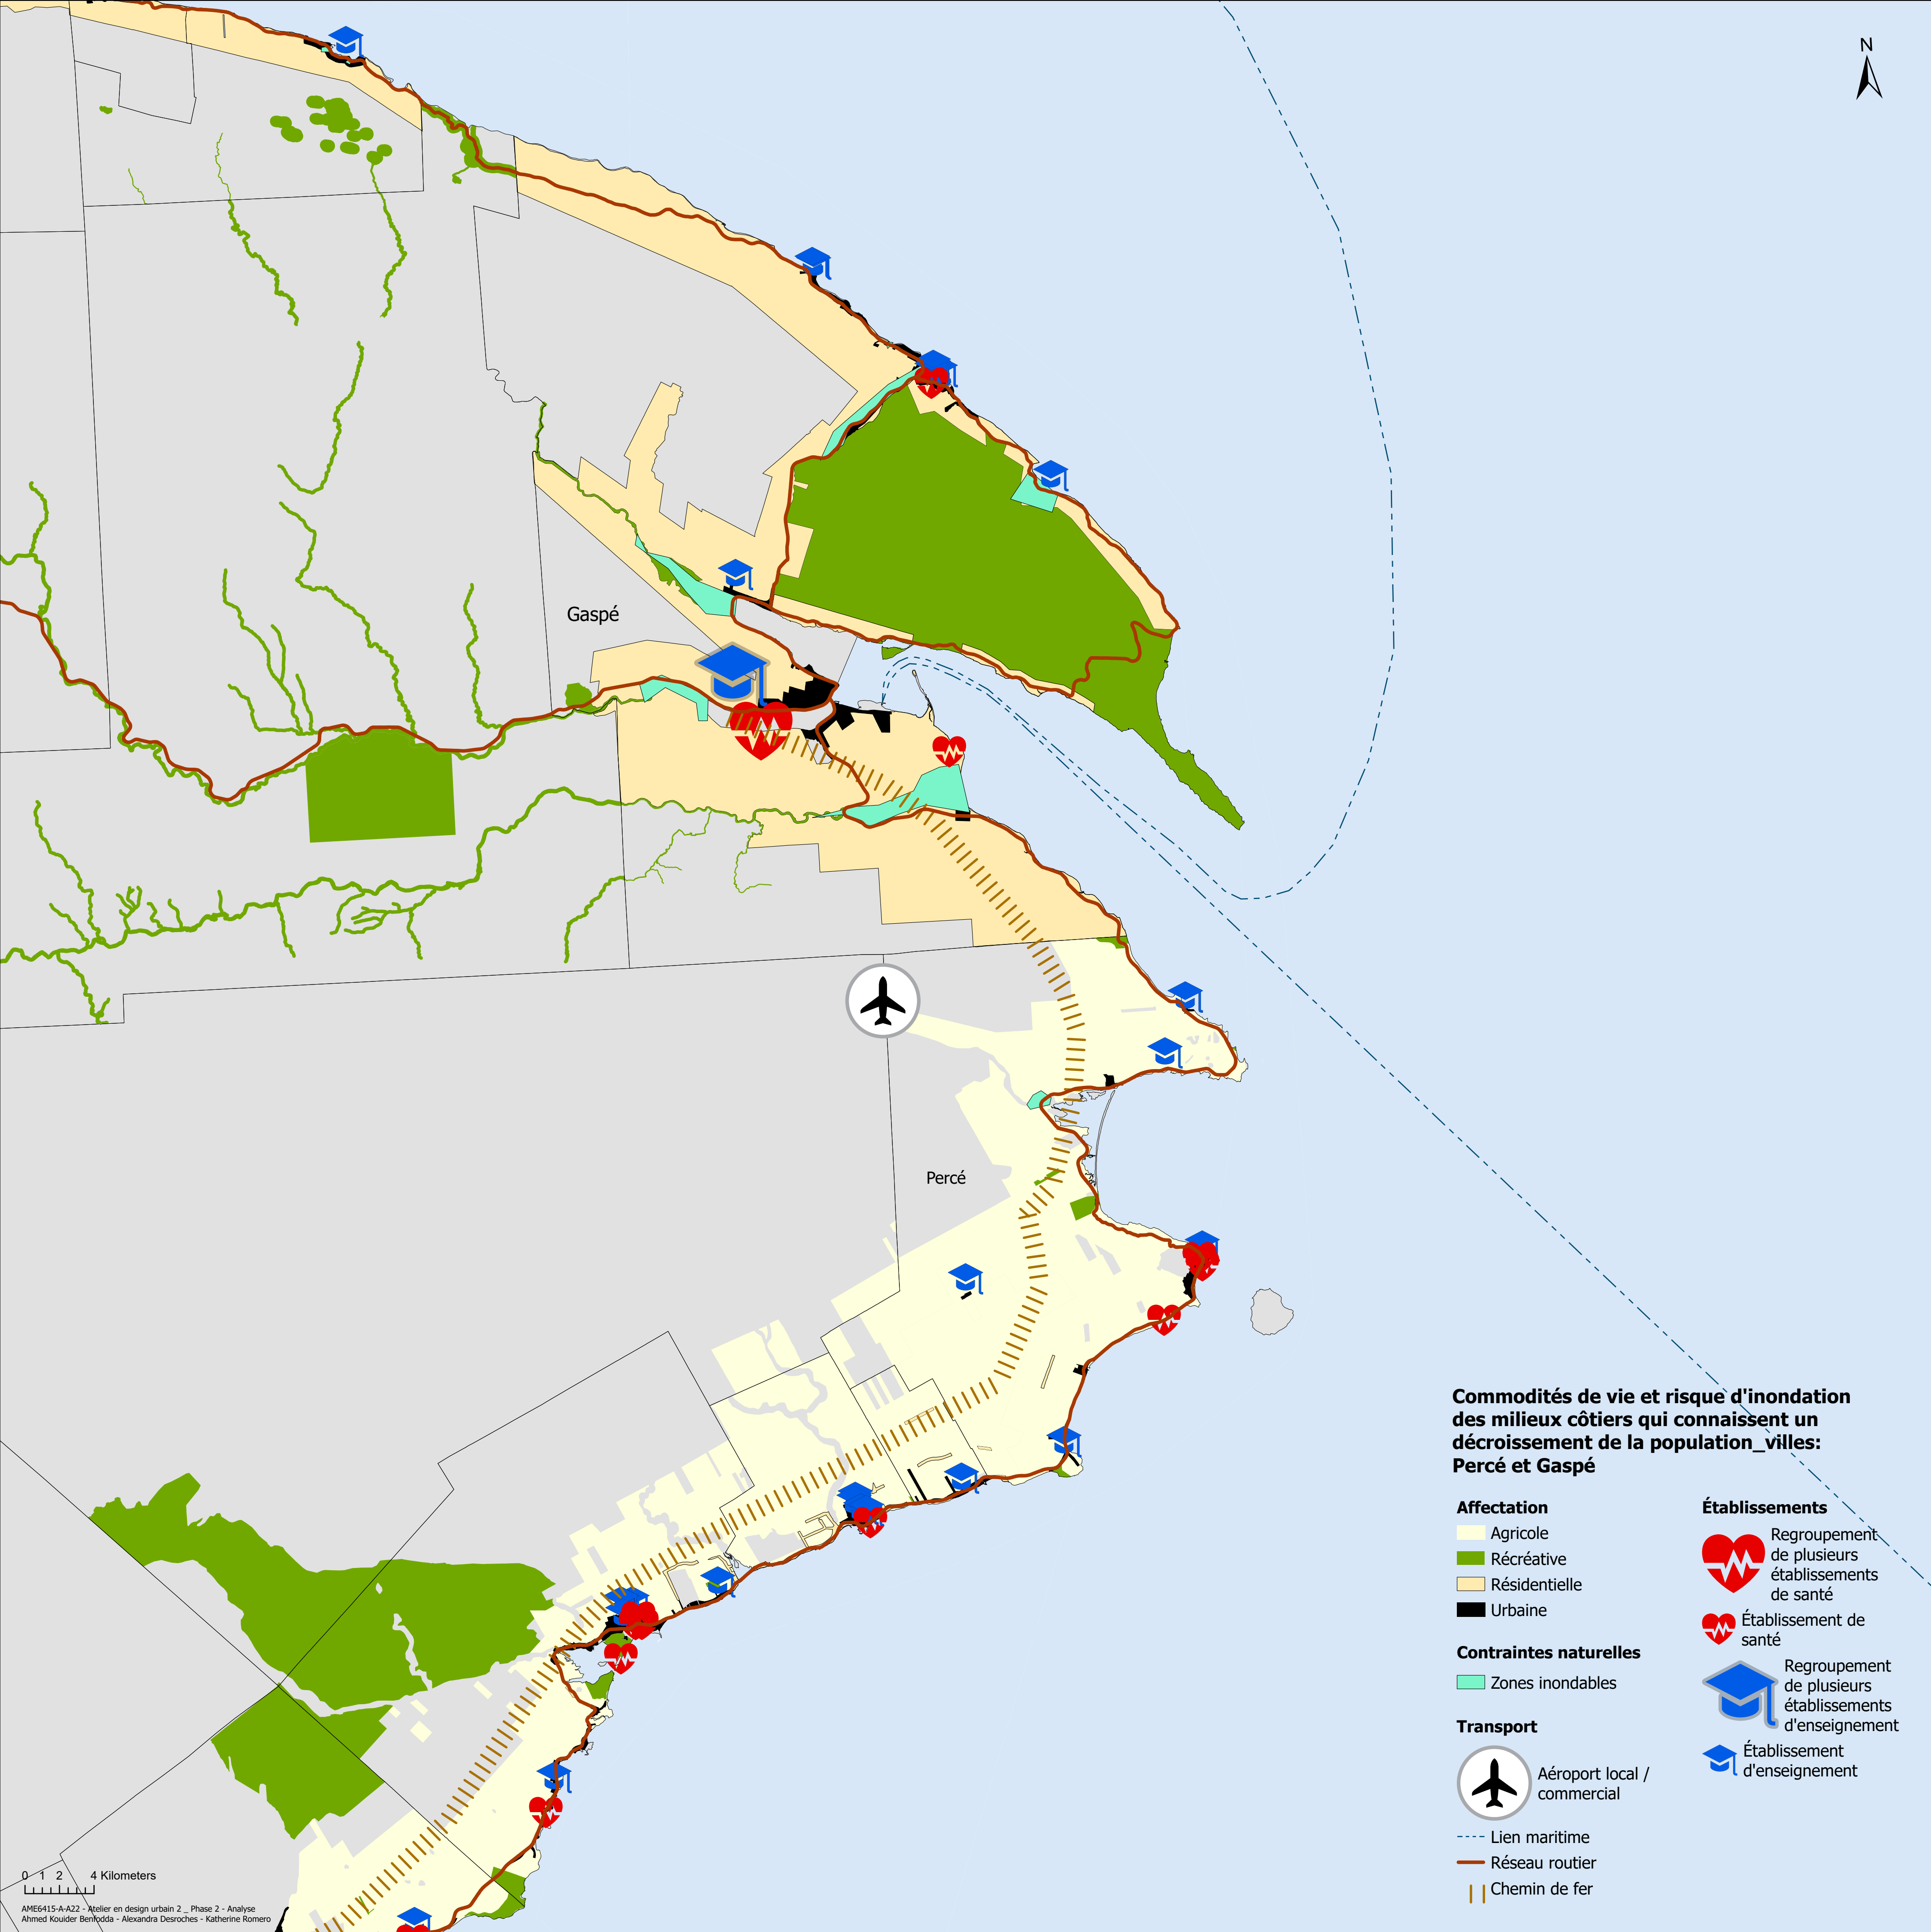 N
Gaspé
Percé
Commodités de vie et risque d'inondation
des milieux côtiers qui connaissent un
décroissement de la population_villes:
Percé et Gaspé
Affectation
Agricole
Récréative
Résidentielle
Urbaine
Contraintes naturelles
Zones inondables
Transport
Aéroport local /
commercial
Lien maritime
Réseau routier
Chemin de fer
Établissements
Regroupement
de plusieurs
établissements
de santé
Établissement de
santé
Regroupement
de plusieurs
établissements
d'enseignement
Établissement
d'enseignement
0 1 2 4 Kilometers
AME6415-A-A22 - Atelier en design urbain 2 _ Phase 2 - Analyse
Ahmed Kouider Benfodda - Alexandra Desroches - Katherine Romero